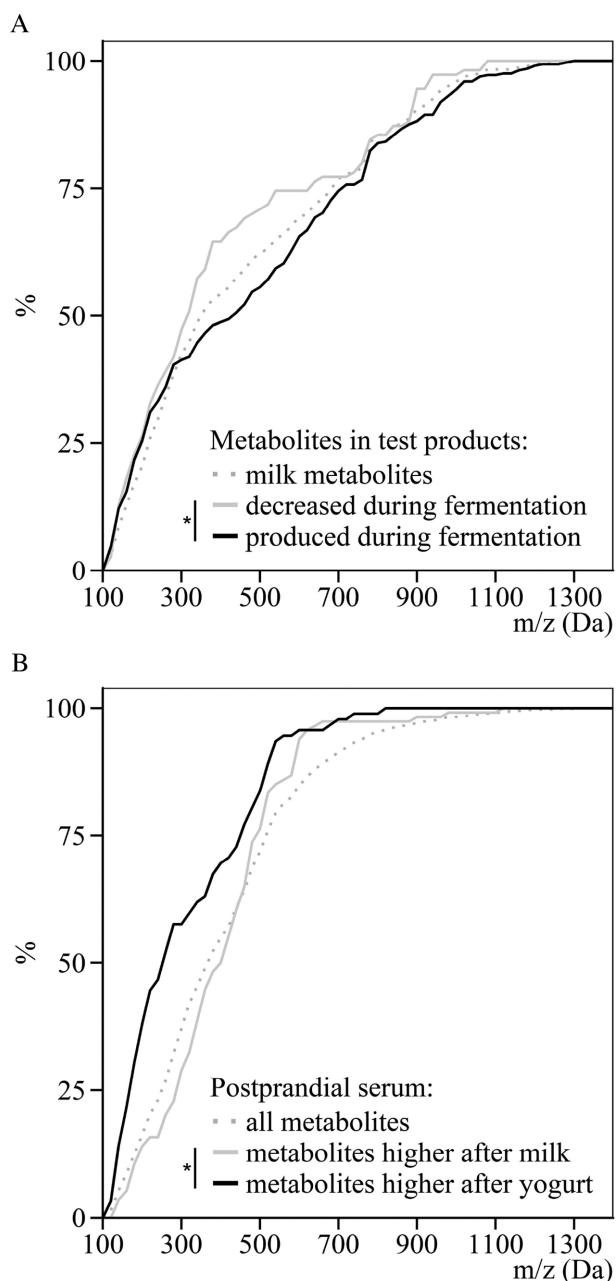 A
100
75
50
25
0
%
Metabolites in test products:
milk metabolites
decreased during fermentation
* produced during fermentation
100 300 500 700 900 1100 1300
m/z (Da)
B
100
75
50
25
0
%
Postprandial serum:
all metabolites
metabolites higher after milk
* metabolites higher after yogurt
100 300 500 700 900 1100 1300
m/z (Da)